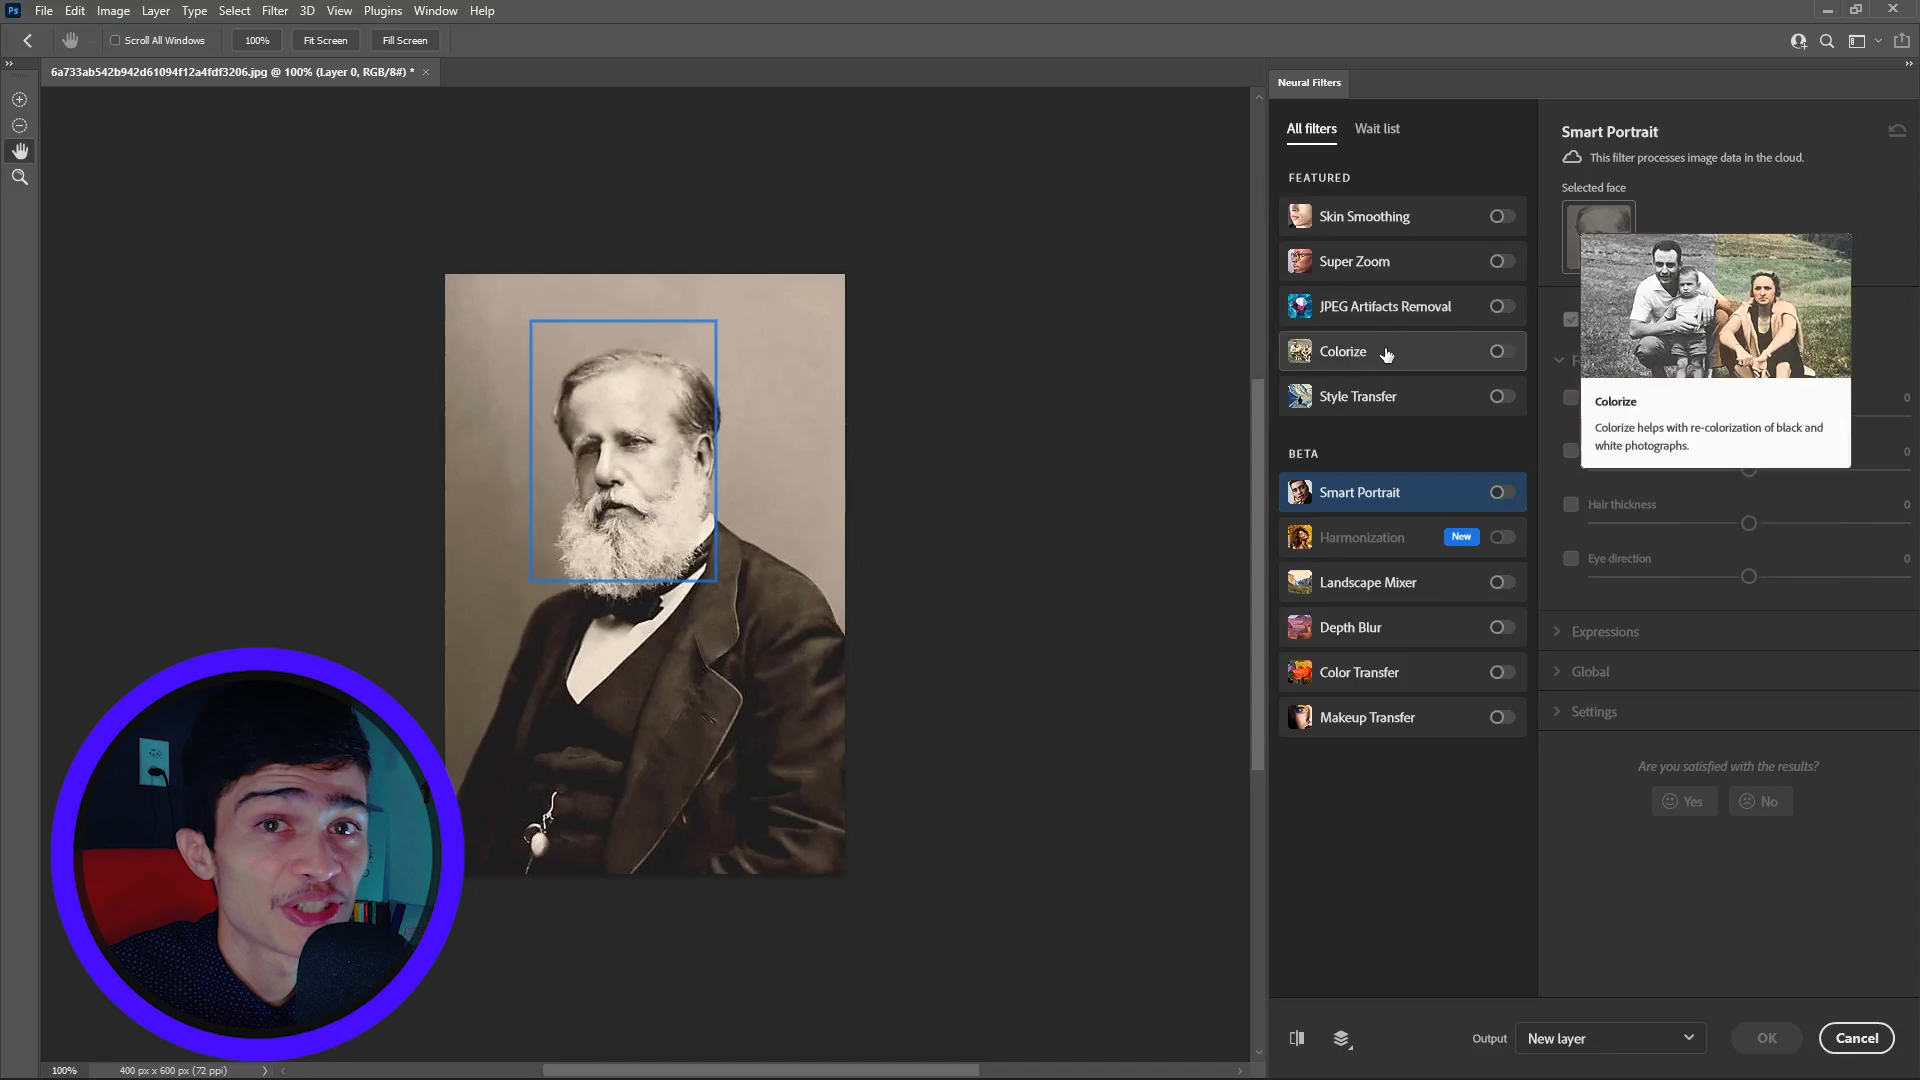 Ps File Edit Image Layer Type Select Filter 3D View Plugins Window Help
Scroll All Windows 100% Fit Screen Fill Screen
6a733ab542b942d61094f12a4fdf3206.jpg @ 100% (Layer 0, RGB/8#) *
Neural Filters
All filters Wait list
FEATURED
Skin Smoothing
Super Zoom
JPEG Artifacts Removal
Colorize
Style Transfer
BETA
Smart Portrait
Harmonization New
Landscape Mixer
Depth Blur
Color Transfer
Makeup Transfer
Smart Portrait
This filter processes image data in the cloud.
Selected face
Colorize
Colorize helps with re-colorization of black and
white photographs.
0
0
Hair thickness 0
Eye direction 0
Expressions
Global
Settings
Are you satisfied with the results?
Yes No
Output New layer OK Cancel
100% 400 px x 600 px (72 ppi)